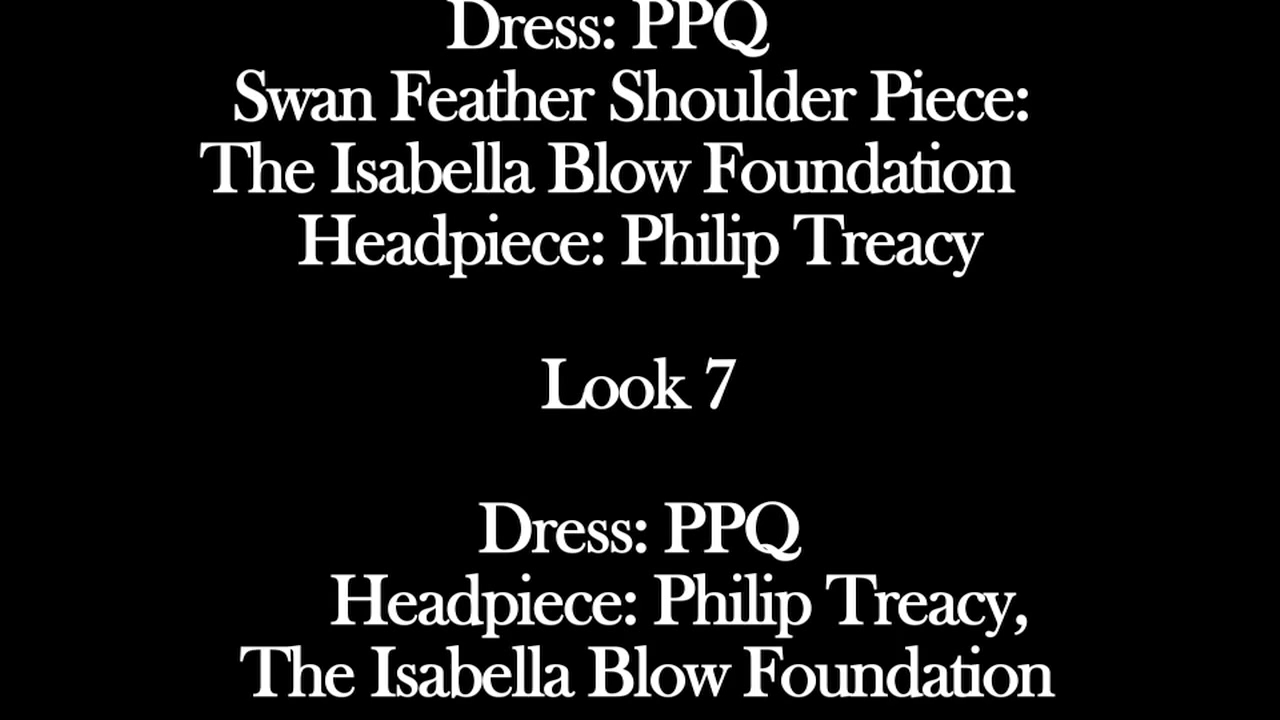 Dress: PPQ
Swan Feather Shoulder Piece:
The Isabella Blow Foundation
Headpiece: Philip Treacy
Look 7
Dress: PPQ
Headpiece: Philip Treacy,
The Isabella Blow Foundation